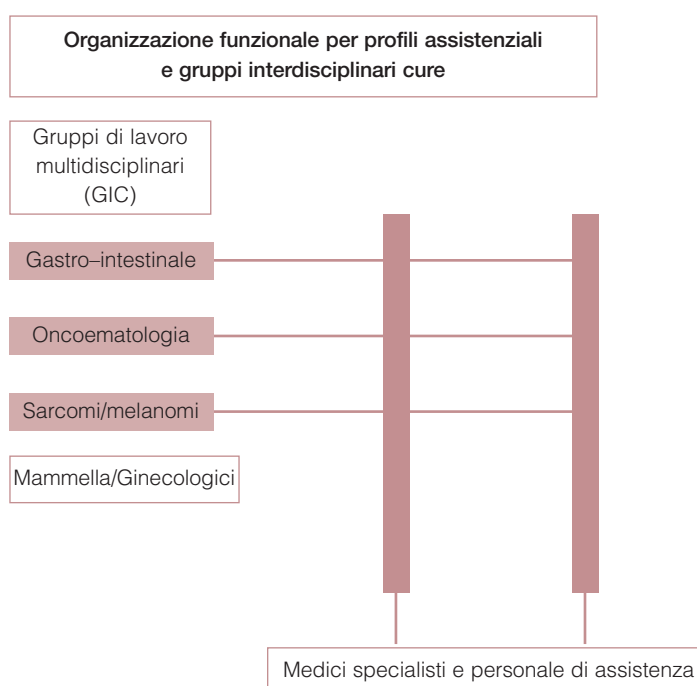 Organizzazione funzionale per profili assistenziali
e gruppi interdisciplinari cure
Gruppi di lavoro
multidisciplinari
(GIC)
Gastro–intestinale
Oncoematologia
Sarcomi/melanomi
Mammella/Ginecologici
Medici specialisti e personale di assistenza